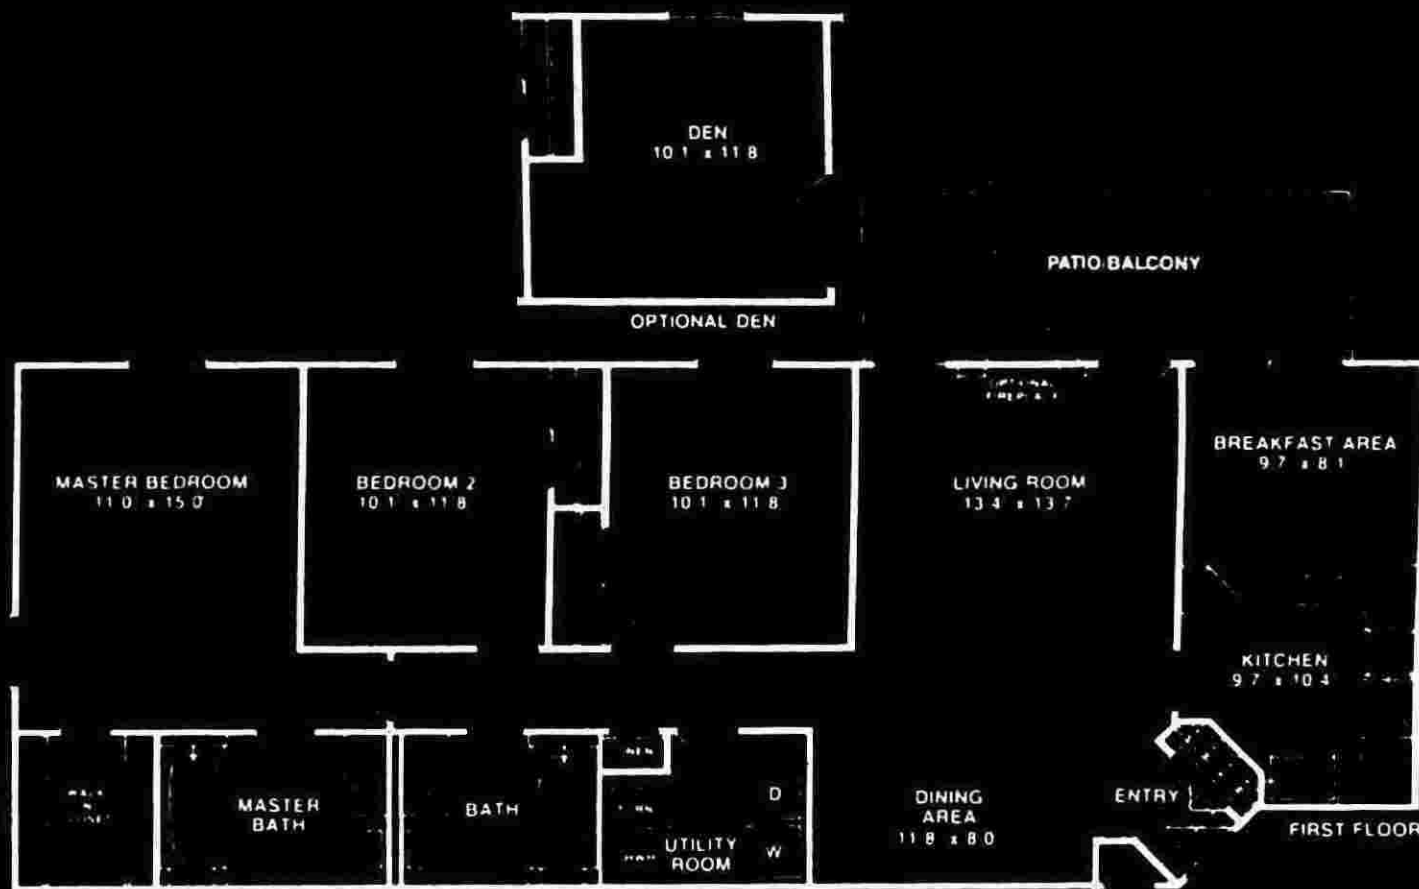 DEN
10.1 x 11.8
PATIO/BALCONY
OPTIONAL DEN
OPTIONAL
MASTER BEDROOM
11.0 x 15.0
BEDROOM 2
10.1 x 11.8
BEDROOM 3
10.1 x 11.8
LIVING ROOM
13.4 x 13.7
BREAKFAST AREA
9.7 x 8.1
KITCHEN
9.7 x 10.4
MASTER
BATH
BATH
UTILITY
ROOM
D
W
DINING
AREA
11.8 x 8.0
ENTRY
FIRST FLOOR